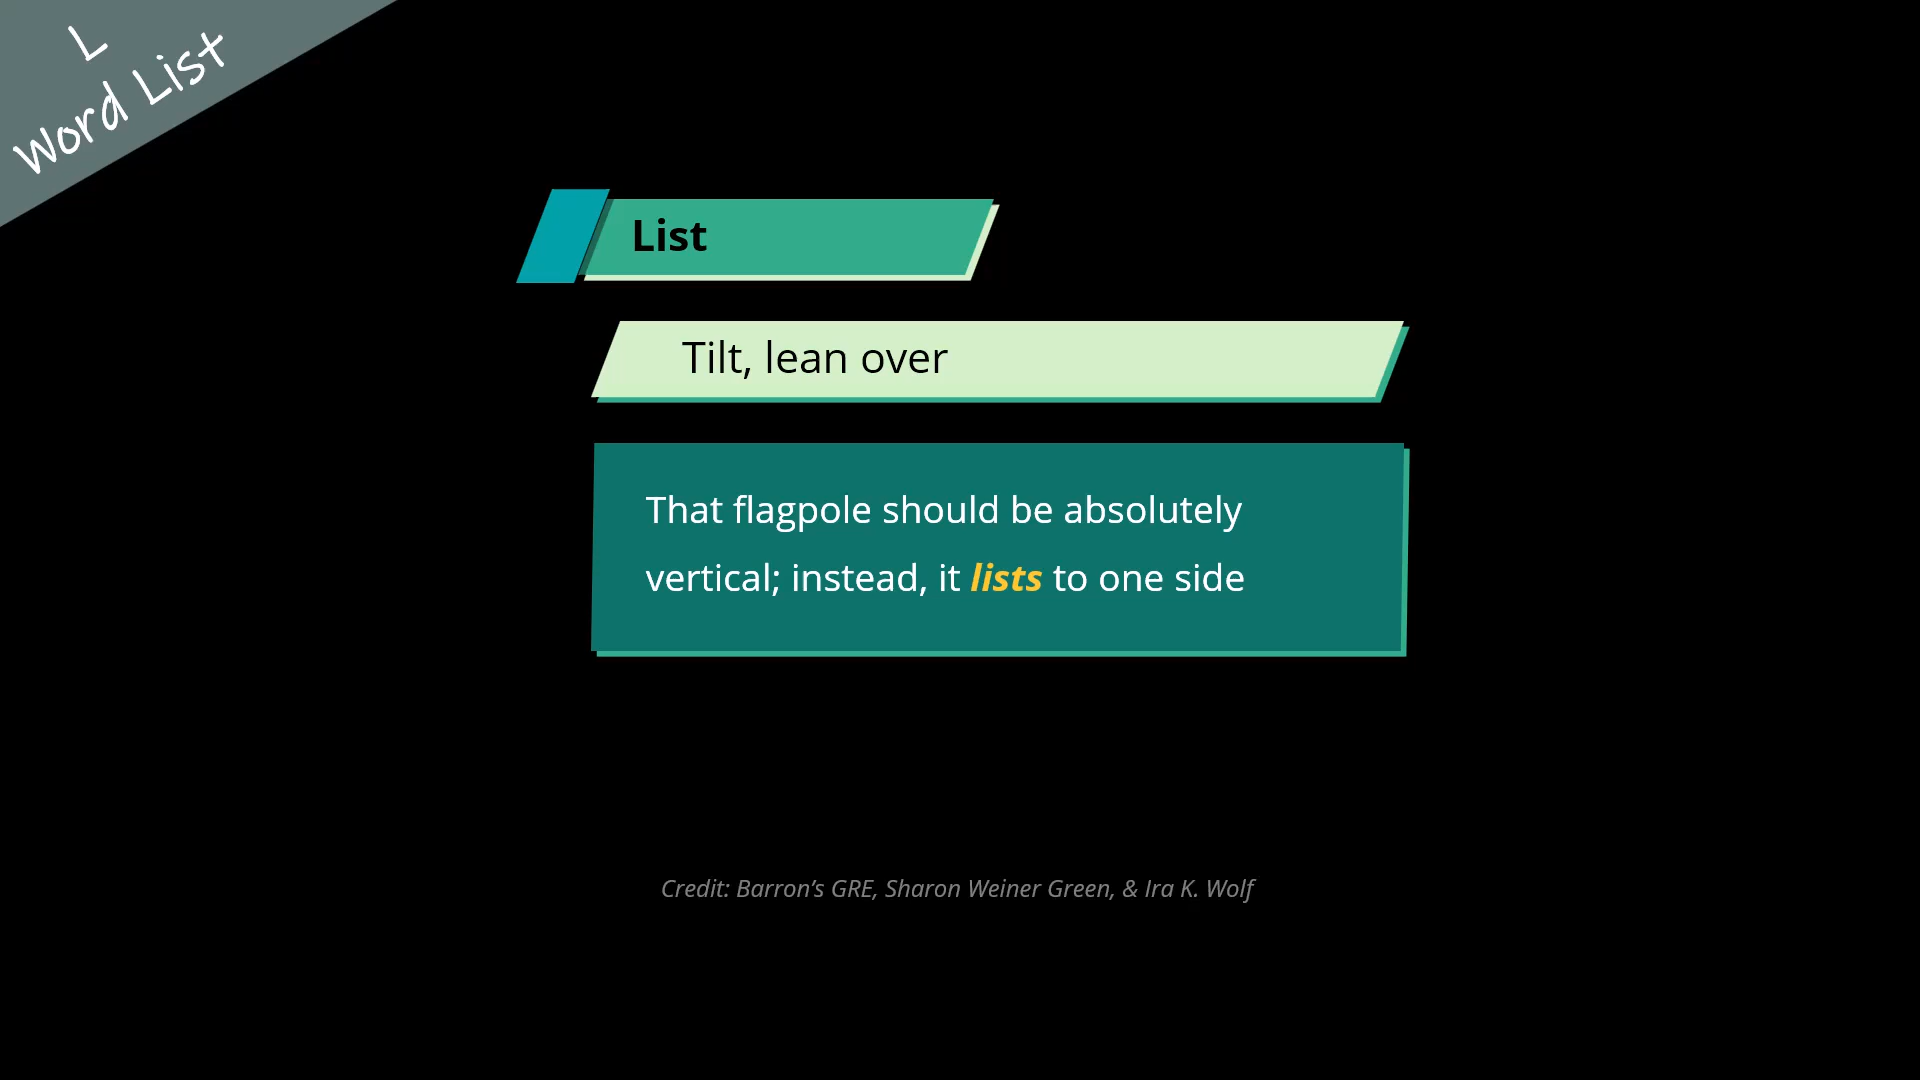 L
Word List
List
Tilt, lean over
That flagpole should be absolutely
vertical; instead, it lists to one side
Credit: Barron’s GRE, Sharon Weiner Green, & Ira K. Wolf